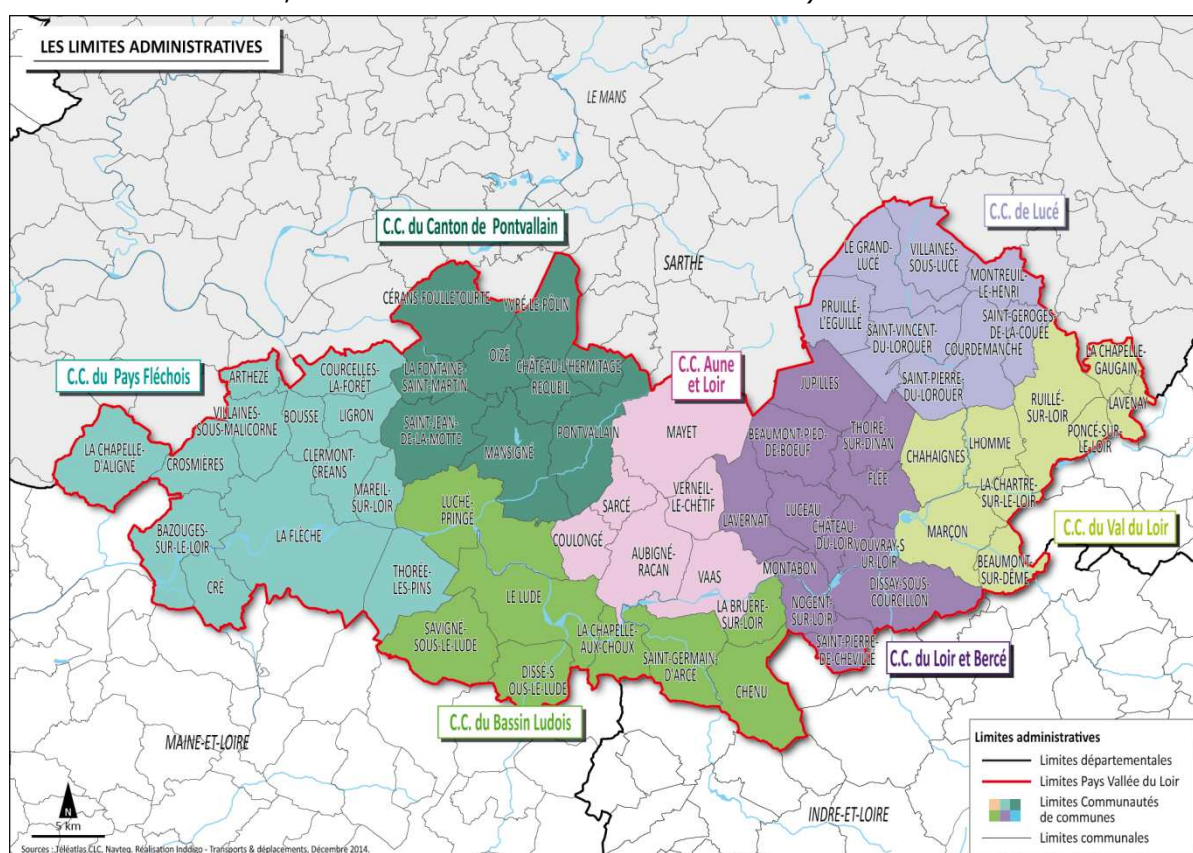 LES LIMITES ADMINISTRATIVES
LE MANS
C.C. du Canton de Pontvallain
C.C. de Lucé
SARTHE
LE GRAND-
LUCÉ
VILLAINES-
SOUS-LUCÉ
MONTREUIL-
LE-HENRI
CÉRANS-FOULLETOURTE
YVRÉ-LE-PÔLIN
PRUILLÉ-
L'EGUILLÉ
SAINT-VINCENT-
DU-LOROUER
SAINT-GEROGES-
DE-LA-COUÉE
COURDEMANCHE
C.C. du Pays Fléchois
C.C. Aune
et Loir
ARTHEZÉ
COURCELLES-
LA-FORÊT
LA FONTAINE-
SAINT-MARTIN
OIZÉ
CHÂTEAU-L'HERMITAGE
REQUEIL
JUPILLES
SAINT-PIERRE-
DU-LOROUER
LA CHAPELLE-
GAUGAIN
RUILLÉ-
SUR-LOIR
LAVENAY
PONCÉ-SUR-
LE-LOIR
VILLAINES-
SOUS-MALICORNE
BOUSSE
LIGRON
SAINT-JEAN-
DE-LA-MOTTE
MANSIGNÉ
PONTVALLAIN
MAYET
BEAUMONT-PIED-
DE-BOEUF
THOIRÉ-
SUR-DINAN
FLÉE
CHAHAIGNES
LHOMME
LA CHARTRE-
SUR-LE-LOIR
LA CHAPELLE-
D'ALIGNE
CROSMIÈRES
CLERMONT-
CREANS
MAREIL-
SUR-LOIR
LUCHÉ-
PRINGE
SARCÉ
VERNEIL-
LE-CHÉTIF
LAVERNAT
LUCEAU
CHÂTEAU-
DU-LOIR
VOUVRAY-S
UR-LOIR
MARÇON
C.C. du Val du Loir
BAZOUGES-
SUR-LE-LOIR
LA FLÈCHE
COULONGÉ
AUBIGNÉ-
RACAN
VAAS
MONTABON
DISSAY-SOUS-
COURCILLON
BEAUMONT-
SUR-DÊME
CRÉ
THORÉE-
LES-PINS
LE LUDE
LA BRUÈRE-
SUR-LOIR
NOGENT-
SUR-LOIR
SAVIGNÉ-
SOUS-LE-LUDE
LA CHAPELLE-
AUX-CHOUX
SAINT-GERMAIN-
D'ARCÉ
SAINT-PIERRE-
DE-CHEVILLÉ
C.C. du Loir et Bercé
DISSÉ-S
OUS-LE-LUDE
CHENU
C.C. du Bassin Ludois
MAINE-ET-LOIRE
INDRE-ET-LOIRE
Limites administratives
Limites départementales
Limites Pays Vallée du Loir
Limites Communautés
de communes
Limites communales
N
5 km
Sources : Téléatlas CLC, Navteq. Réalisation Inddigo - Transports & déplacements. Décembre 2014.